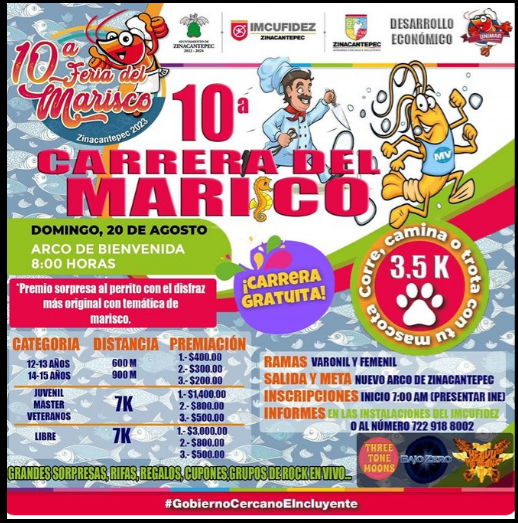 10a
Feria del
Marisco
Zinacantepec 2023
AYUNTAMIENTO DE
ZINACANTEPEC
2022 - 2024
IMCUFIDEZ
ZINACANTEPEC
ZINACANTEPEC
DESARROLLO
ECONÓMICO
10a
CARRERA DEL
MARISCO
MV
DOMINGO, 20 DE AGOSTO
ARCO DE BIENVENIDA
8:00 HORAS
¡CARRERA
GRATUITA!
Corre, camina o trota con tu mascota
3.5 K
*Premio sorpresa al perrito con el disfraz
más original con temática de
marisco.
CATEGORIA DISTANCIA PREMIACIÓN
12-13 AÑOS 600 M 1.- $400.00
14-15 AÑOS 900 M 2.- $300.00
3.- $200.00
JUVENIL 1.- $1,400.00
MÁSTER 7K 2.- $800.00
VETERANOS 3.- $500.00
LIBRE 7K 1.- $3,000.00
2.- $800.00
3.- $500.00
RAMAS VARONIL Y FEMENIL
SALIDA Y META NUEVO ARCO DE ZINACANTEPEC
INSCRIPCIONES INICIO 7:00 AM (PRESENTAR INE)
INFORMES EN LAS INSTALACIONES DEL IMCUFIDEZ
O AL NÚMERO 722 918 8002
GRANDES SORPRESAS, RIFAS, REGALOS, CUPONES, GRUPOS DE ROCK EN VIVO...
THREE
TONE
MOONS
BAJO ZERO
#GobiernoCercanoEIncluyente